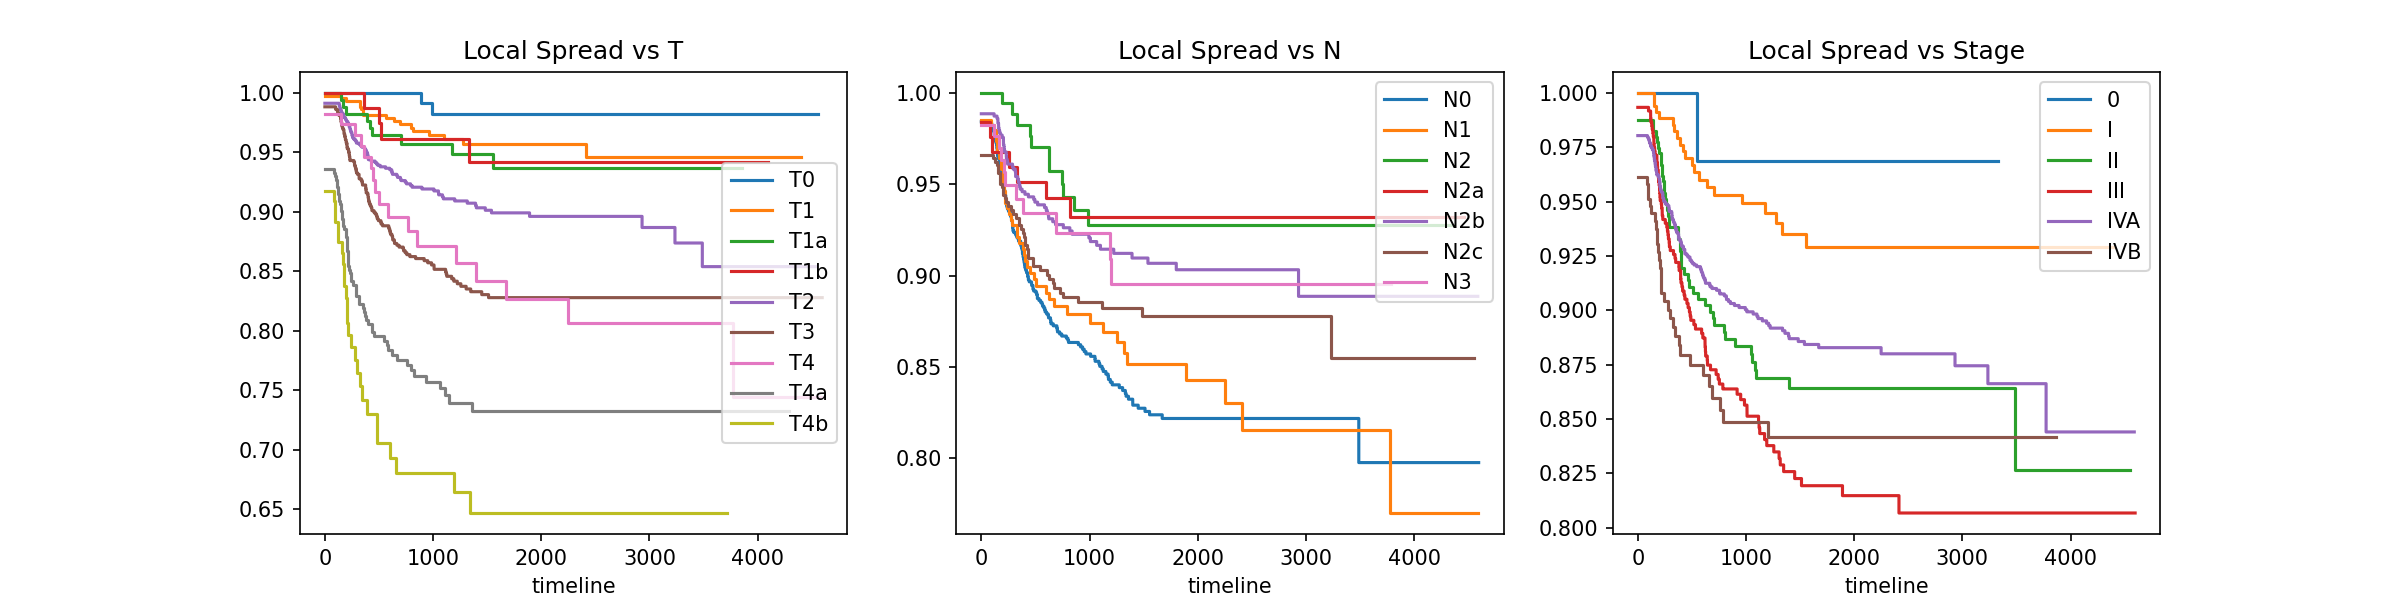 Local Spread vs T
1.00
0.95
0.90
0.85
0.80
0.75
0.70
0.65
T0
T1
T1a
T1b
T2
T3
T4
T4a
T4b
0 1000 2000 3000 4000
timeline
Local Spread vs N
1.00
0.95
0.90
0.85
0.80
N0
N1
N2
N2a
N2b
N2c
N3
0 1000 2000 3000 4000
timeline
Local Spread vs Stage
1.000
0.975
0.950
0.925
0.900
0.875
0.850
0.825
0.800
0
I
II
III
IVA
IVB
0 1000 2000 3000 4000
timeline